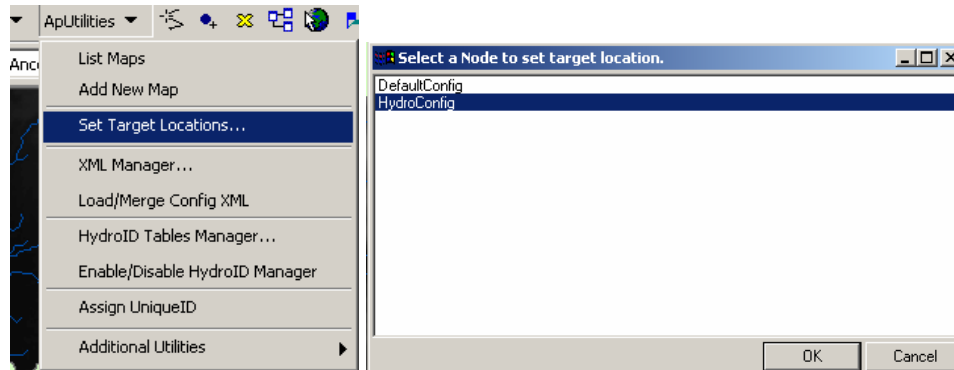 ApUtilities
Anc
List Maps
Add New Map
Set Target Locations...
XML Manager...
Load/Merge Config XML
HydroID Tables Manager...
Enable/Disable HydroID Manager
Assign UniqueID
Additional Utilities
Select a Node to set target location.
DefaultConfig
HydroConfig
OK Cancel